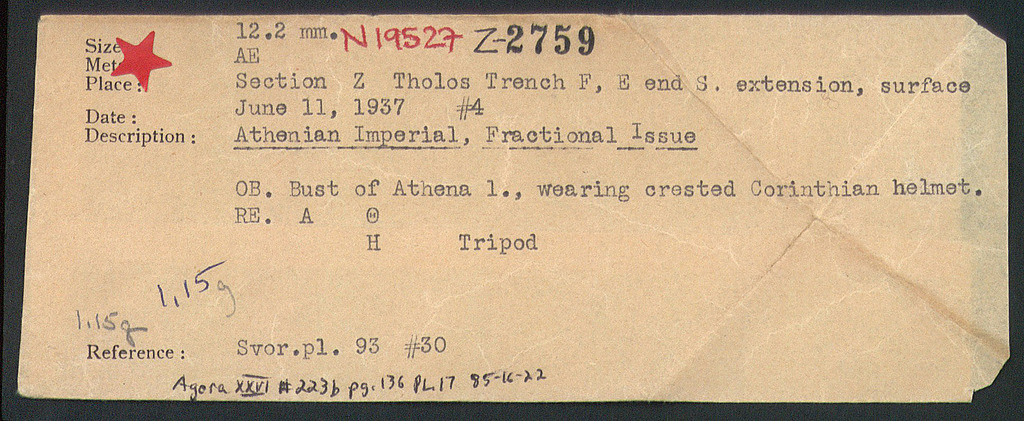 Size 12.2 mm. N19527 Z-2759
Met AE
Place: Section Z Tholos Trench F, E end S. extension, surface
Date: June 11, 1937 #4
Description: Athenian Imperial, Fractional Issue
OB. Bust of Athena l., wearing crested Corinthian helmet.
RE. A Θ
H Tripod
1,15g
1.15g
Reference: Svor.pl. 93 #30
Agora XXVI #223b pg. 136 PL.17 85-16-22